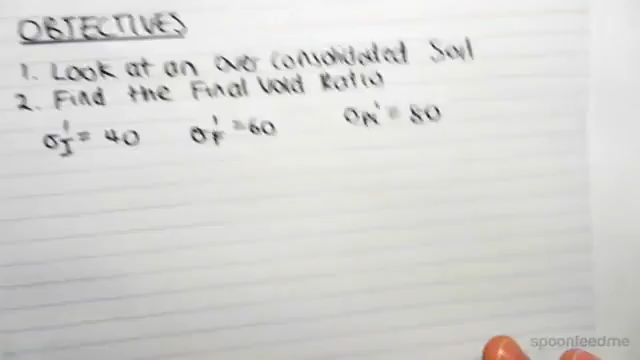 OBJECTIVES
1. Look at an over consolidated Soil
2. Find the Final Void Ratio
σ'I = 40 σ'F = 60 σ'M = 80
spoonfeedme